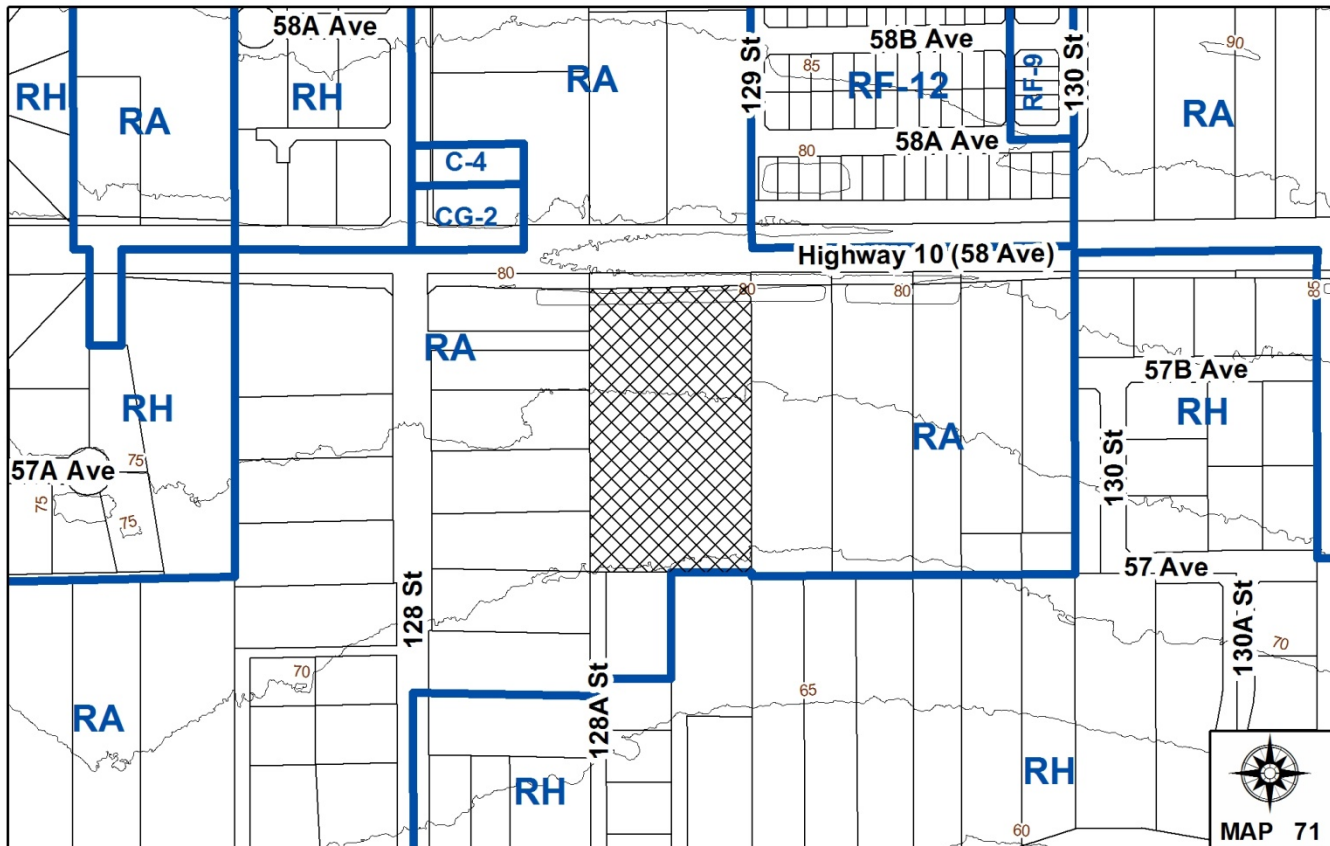 58A Ave
58B Ave
129 St
130 St
90
85
RH
RA
RH
RA
RF-12
RF-9
RA
58A Ave
80
C-4
CG-2
Highway 10 (58 Ave)
80
80
80
85
RA
57B Ave
RH
RH
RA
57A Ave
75
75
75
130 St
57 Ave
128 St
130A St
70
70
128A St
65
RA
RH
RH
60
MAP 71